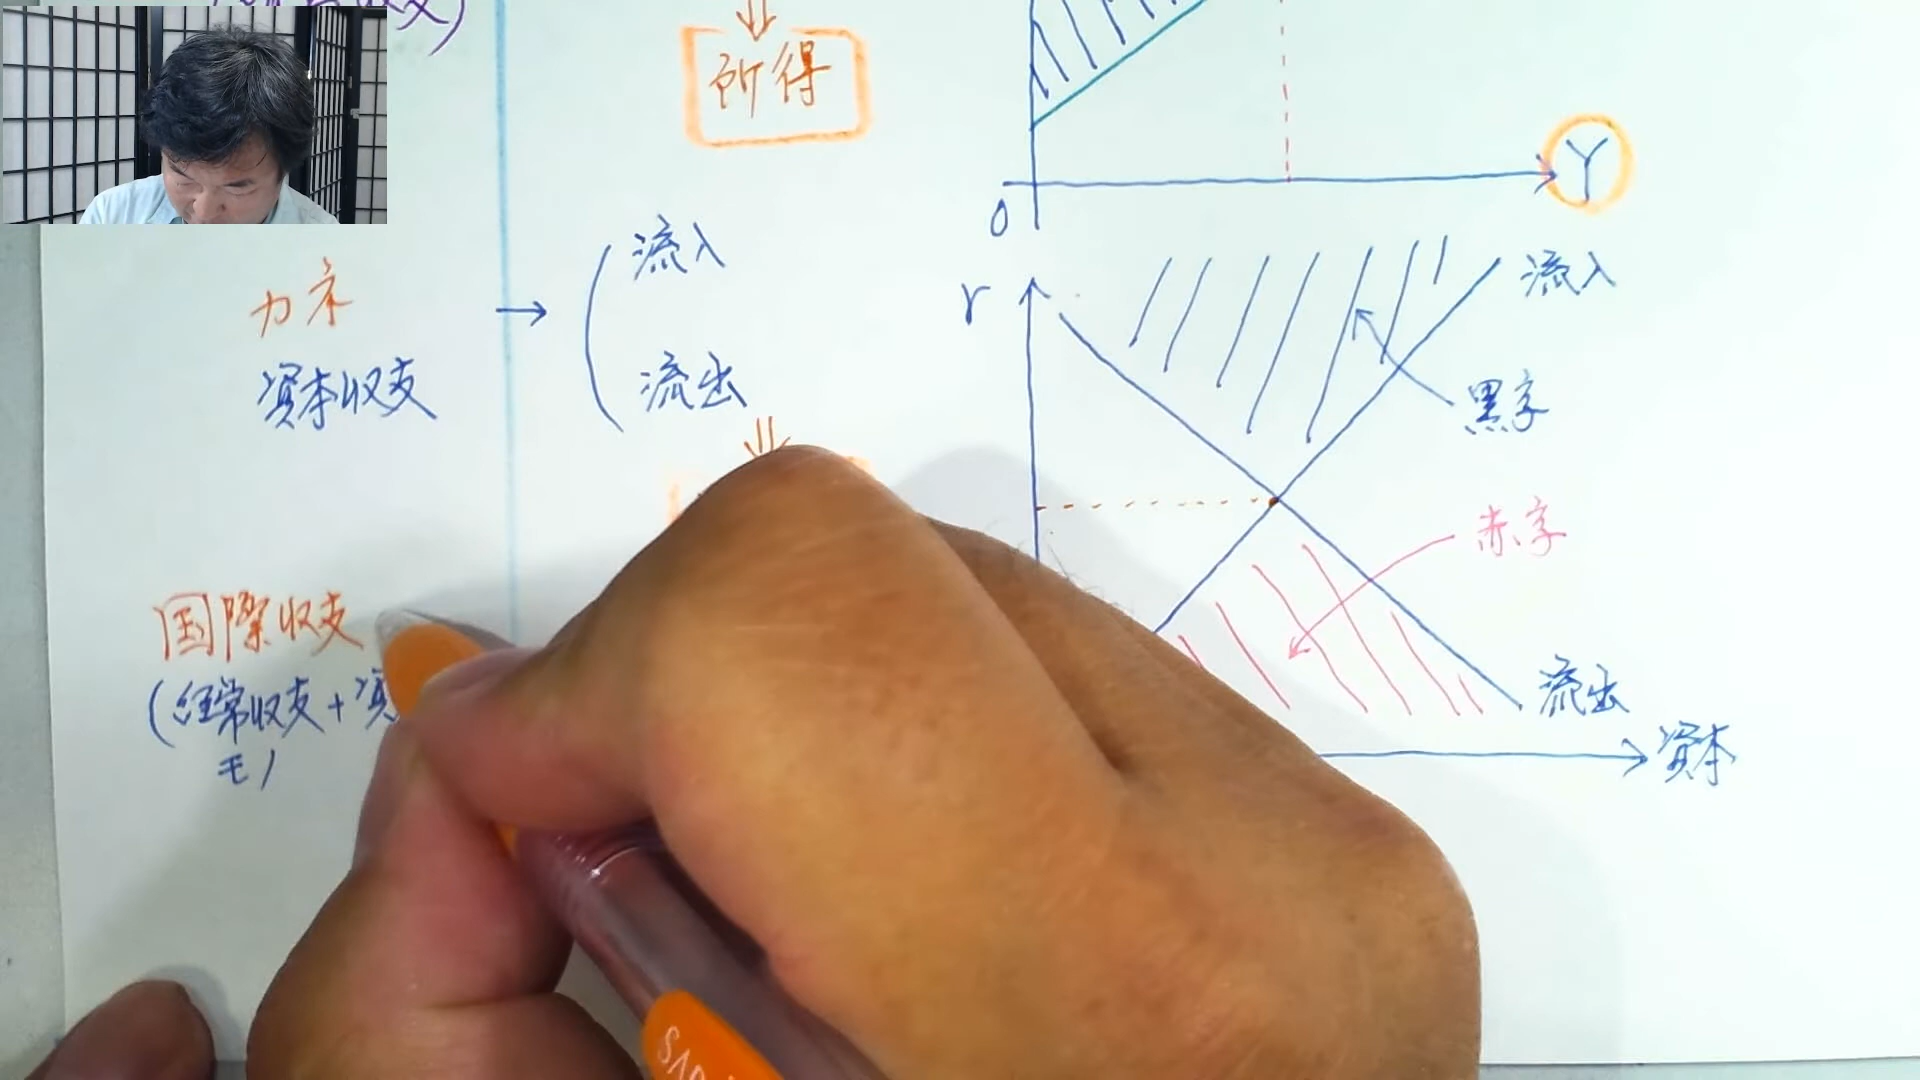 所得
Y
0
カネ
資本収支
流入
流出
r
流入
黒字
赤字
流出
資本
国際収支
(経常収支+資
モノ